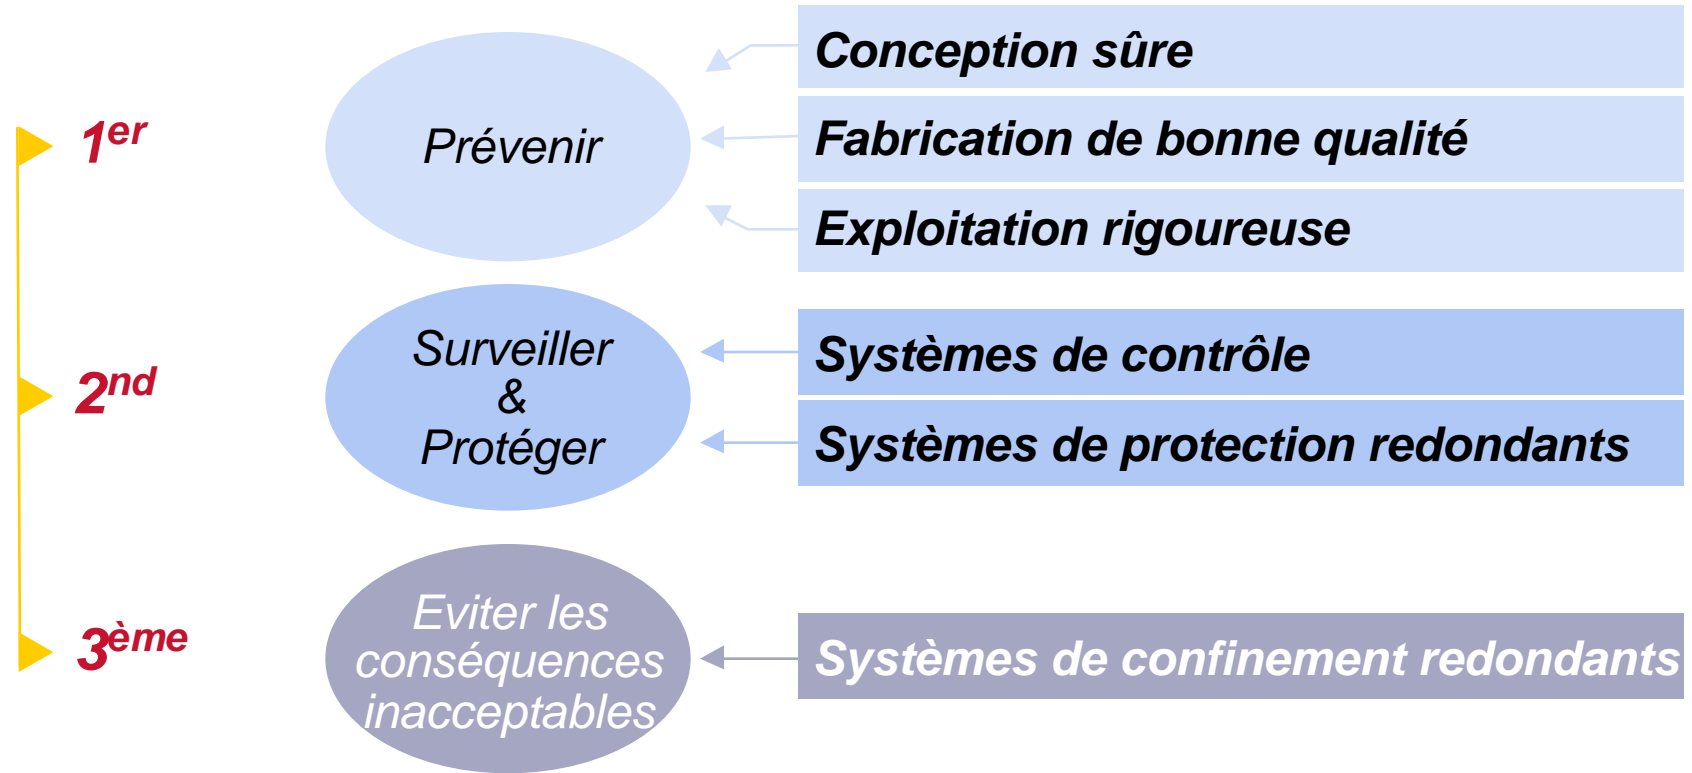 1er
Prévenir
Conception sûre
Fabrication de bonne qualité
Exploitation rigoureuse
2nd
Surveiller
&
Protéger
Systèmes de contrôle
Systèmes de protection redondants
3ème
Eviter les
conséquences
inacceptables
Systèmes de confinement redondants